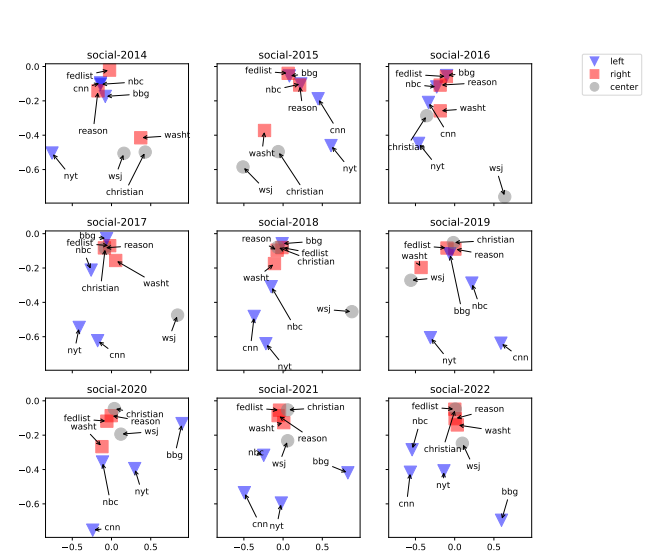 social-2014
social-2015
social-2016
left
right
center
0.0
−0.2
−0.4
−0.6
fedlist
nbc
cnn
bbg
reason
washt
nyt
wsj
christian
fedlist
bbg
nbc
reason
cnn
washt
nyt
wsj
christian
fedlist
bbg
nbc
reason
washt
cnn
christian
nyt
wsj
social-2017
social-2018
social-2019
0.0
−0.2
−0.4
−0.6
bbg
fedlist
reason
nbc
washt
christian
nyt
cnn
wsj
reason
bbg
fedlist
christian
washt
nbc
wsj
cnn
nyt
christian
fedlist
reason
washt
wsj
nbc
bbg
nyt
cnn
social-2020
social-2021
social-2022
0.0
−0.2
−0.4
−0.6
christian
fedlist
reason
washt
wsj
bbg
nbc
nyt
cnn
fedlist
christian
washt
reason
nbc
wsj
bbg
cnn
nyt
fedlist
reason
nbc
washt
christian
wsj
cnn
nyt
bbg
−0.5
0.0
0.5
−0.5
0.0
0.5
−0.5
0.0
0.5